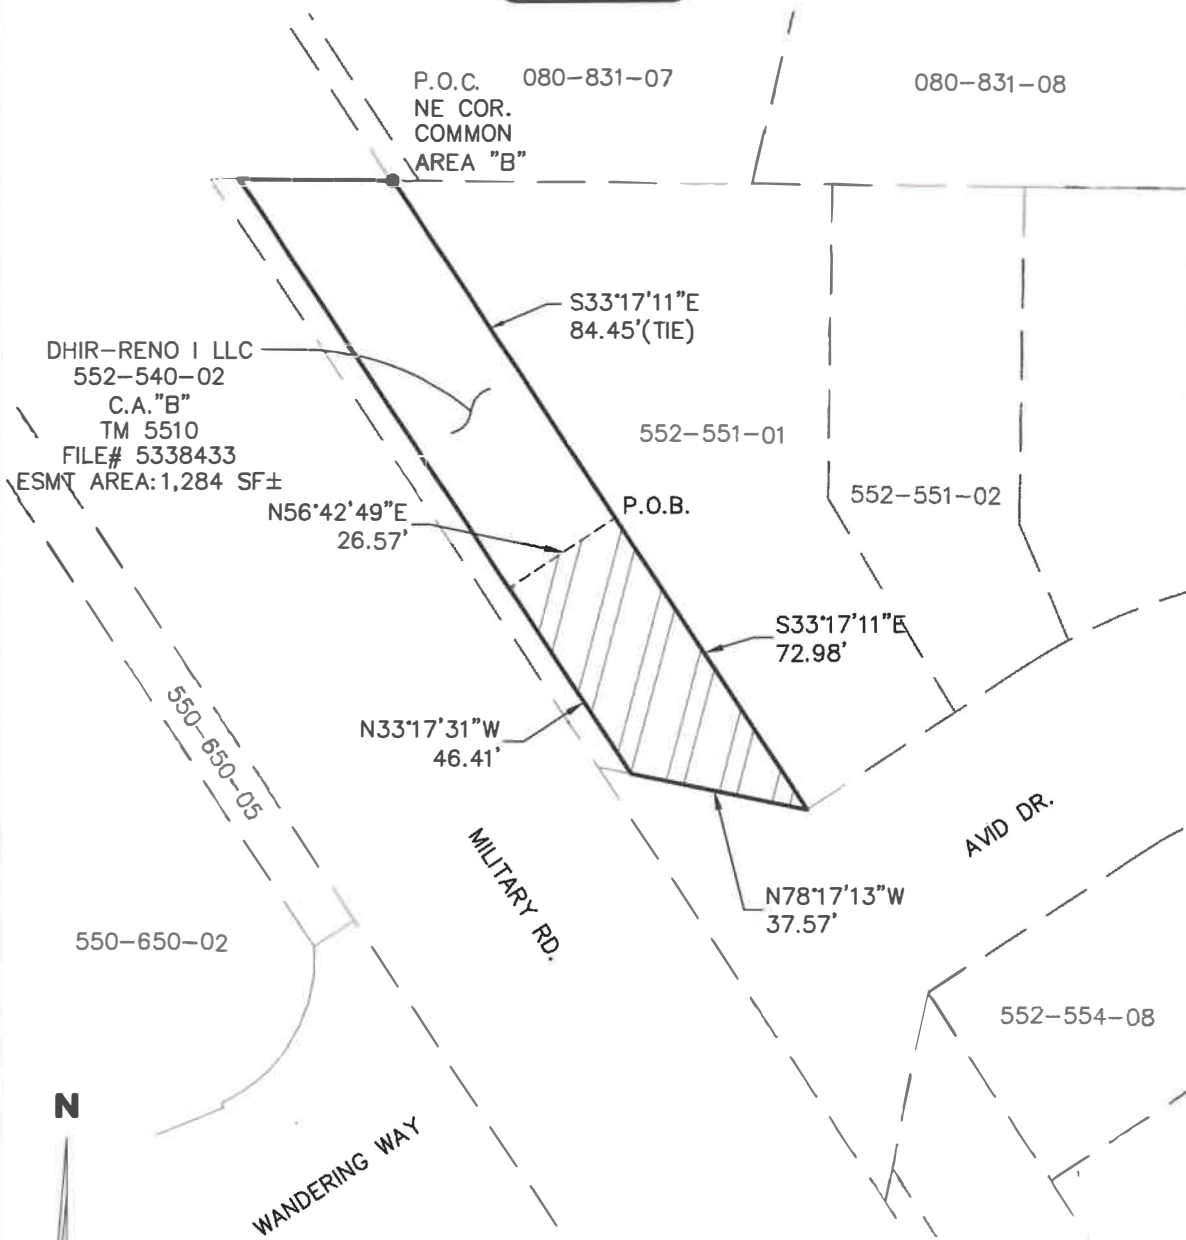 P.O.C.
NE COR.
COMMON
AREA "B"
080-831-07
080-831-08
S33°17'11"E
84.45'(TIE)
DHIR-RENO I LLC
552-540-02
C.A."B"
TM 5510
FILE# 5338433
ESMT AREA: 1,284 SF±
552-551-01
552-551-02
N56°42'49"E
26.57'
P.O.B.
S33°17'11"E
72.98'
550-650-05
N33°17'31"W
46.41'
MILITARY RD.
AVID DR.
N78°17'13"W
37.57'
550-650-02
552-554-08
N
WANDERING WAY